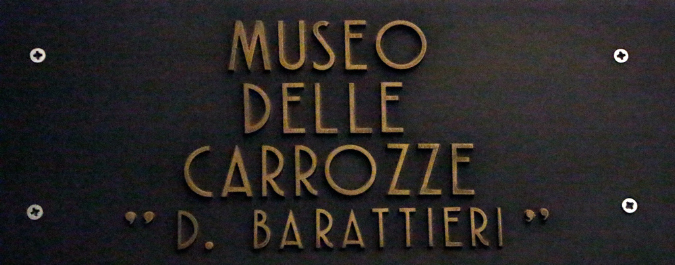 MUSEO
DELLE
CARROZZE
”D. BARATTIERI”